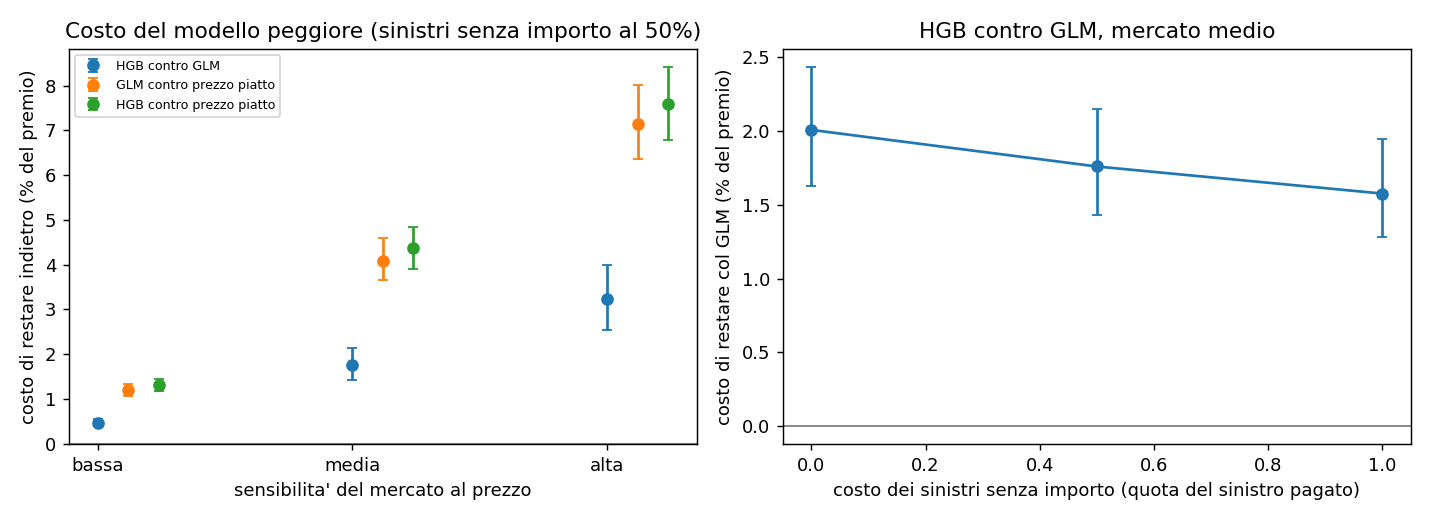 Costo del modello peggiore (sinistri senza importo al 50%)
costo di restare indietro (% del premio)
8
7
6
5
4
3
2
1
0
HGB contro GLM
GLM contro prezzo piatto
HGB contro prezzo piatto
bassa
media
alta
sensibilita' del mercato al prezzo
HGB contro GLM, mercato medio
costo di restare col GLM (% del premio)
2.5
2.0
1.5
1.0
0.5
0.0
0.0
0.2
0.4
0.6
0.8
1.0
costo dei sinistri senza importo (quota del sinistro pagato)